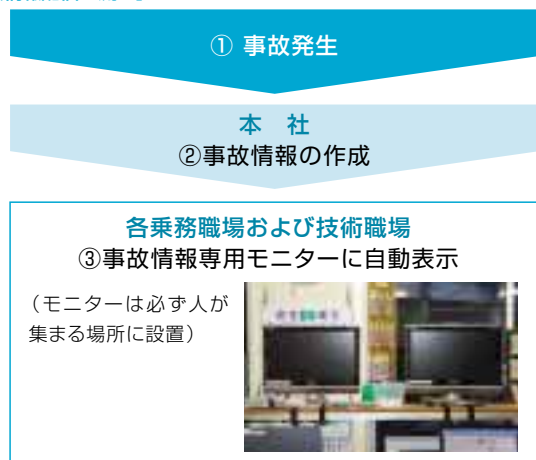 ① 事故発生
本　社
②事故情報の作成
各乗務職場および技術職場
③事故情報専用モニターに自動表示
（モニターは必ず人が
集まる場所に設置）